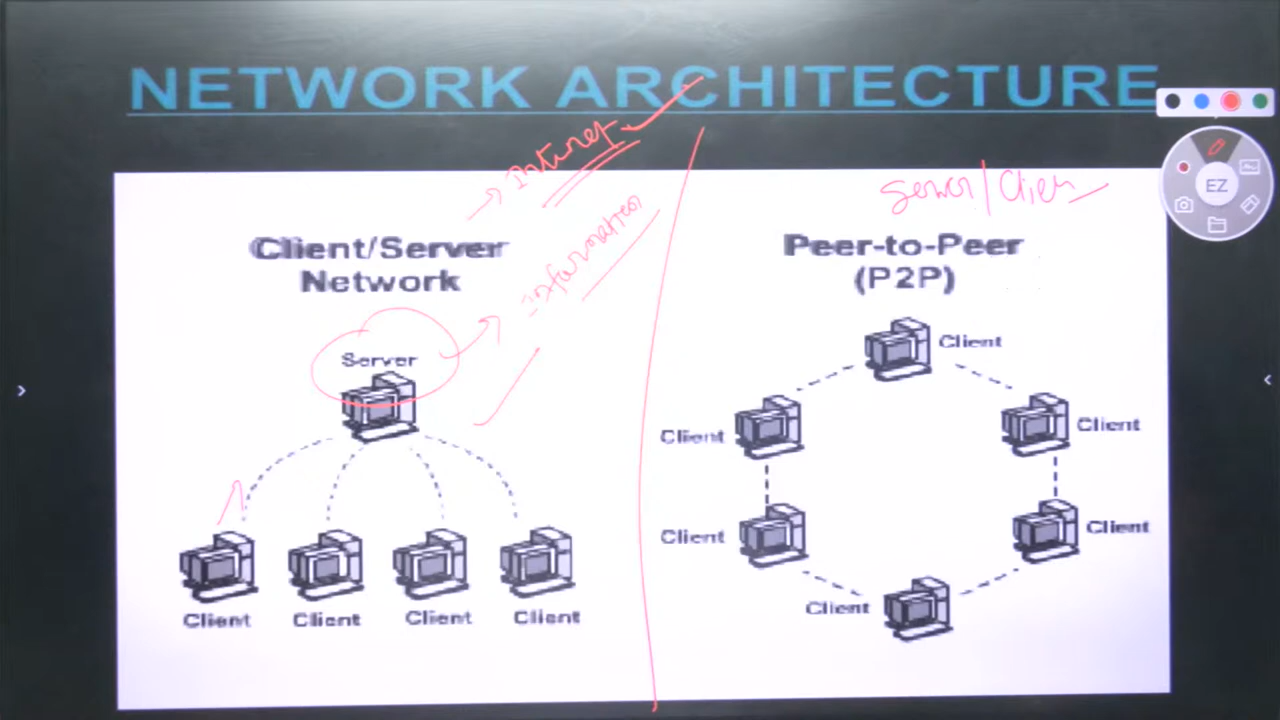 NETWORK ARCHITECTURE
EZ
Internet
Server/Clien
Information
Client/Server
Network
Server
Client
Client
Client
Client
Peer-to-Peer
(P2P)
Client
Client
Client
Client
Client
Client